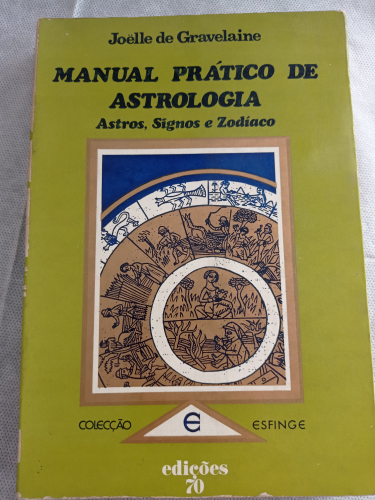 Joëlle de Gravelaine
MANUAL PRÁTICO DE
ASTROLOGIA
Astros, Signos e Zodíaco
COLECÇÃO E ESFINGE
edições
70